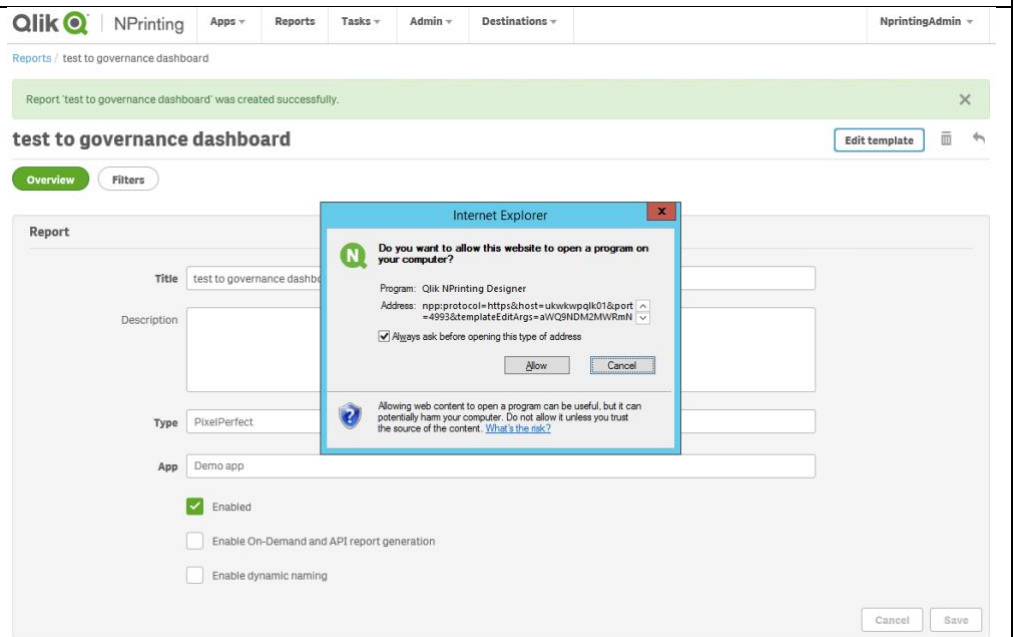 Qlik Q NPrinting Apps Reports Tasks Admin Destinations NprintingAdmin
Reports / test to governance dashboard
Report 'test to governance dashboard' was created successfully.
test to governance dashboard Edit template
Overview Filters
Report
Internet Explorer
Do you want to allow this website to open a program on
your computer?
Program: Qlik NPrinting Designer
Address: npp:protocol=https&host=ukwkwpqlk01&port
=4993&templateEditArgs=aWQ9NDM2MWRmN
Always ask before opening this type of address
Allow Cancel
Allowing web content to open a program can be useful, but it can
potentially harm your computer. Do not allow it unless you trust
the source of the content. What's the risk?
Title test to governance dashbo
Description
Type PixelPerfect
App Demo app
Enabled
Enable On-Demand and API report generation
Enable dynamic naming
Cancel Save